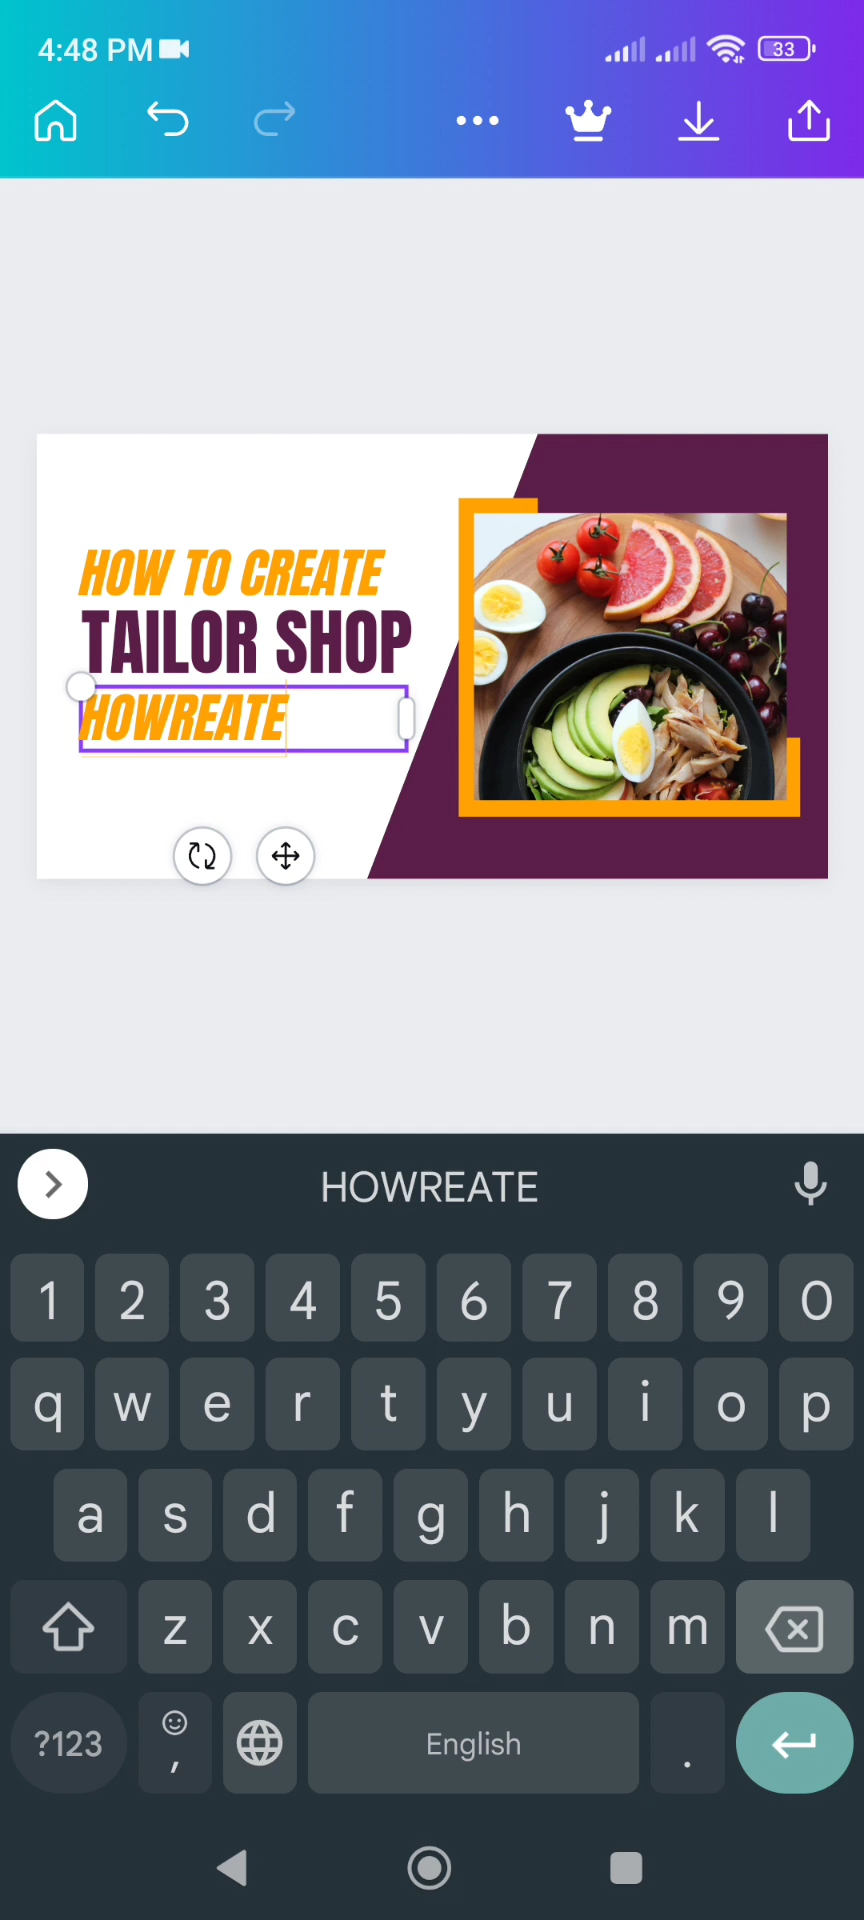 4:48 PM
33
HOW TO CREATE
TAILOR SHOP
HOWREATE
HOWREATE
1 2 3 4 5 6 7 8 9 0
q w e r t y u i o p
a s d f g h j k l
z x c v b n m
?123 , English .